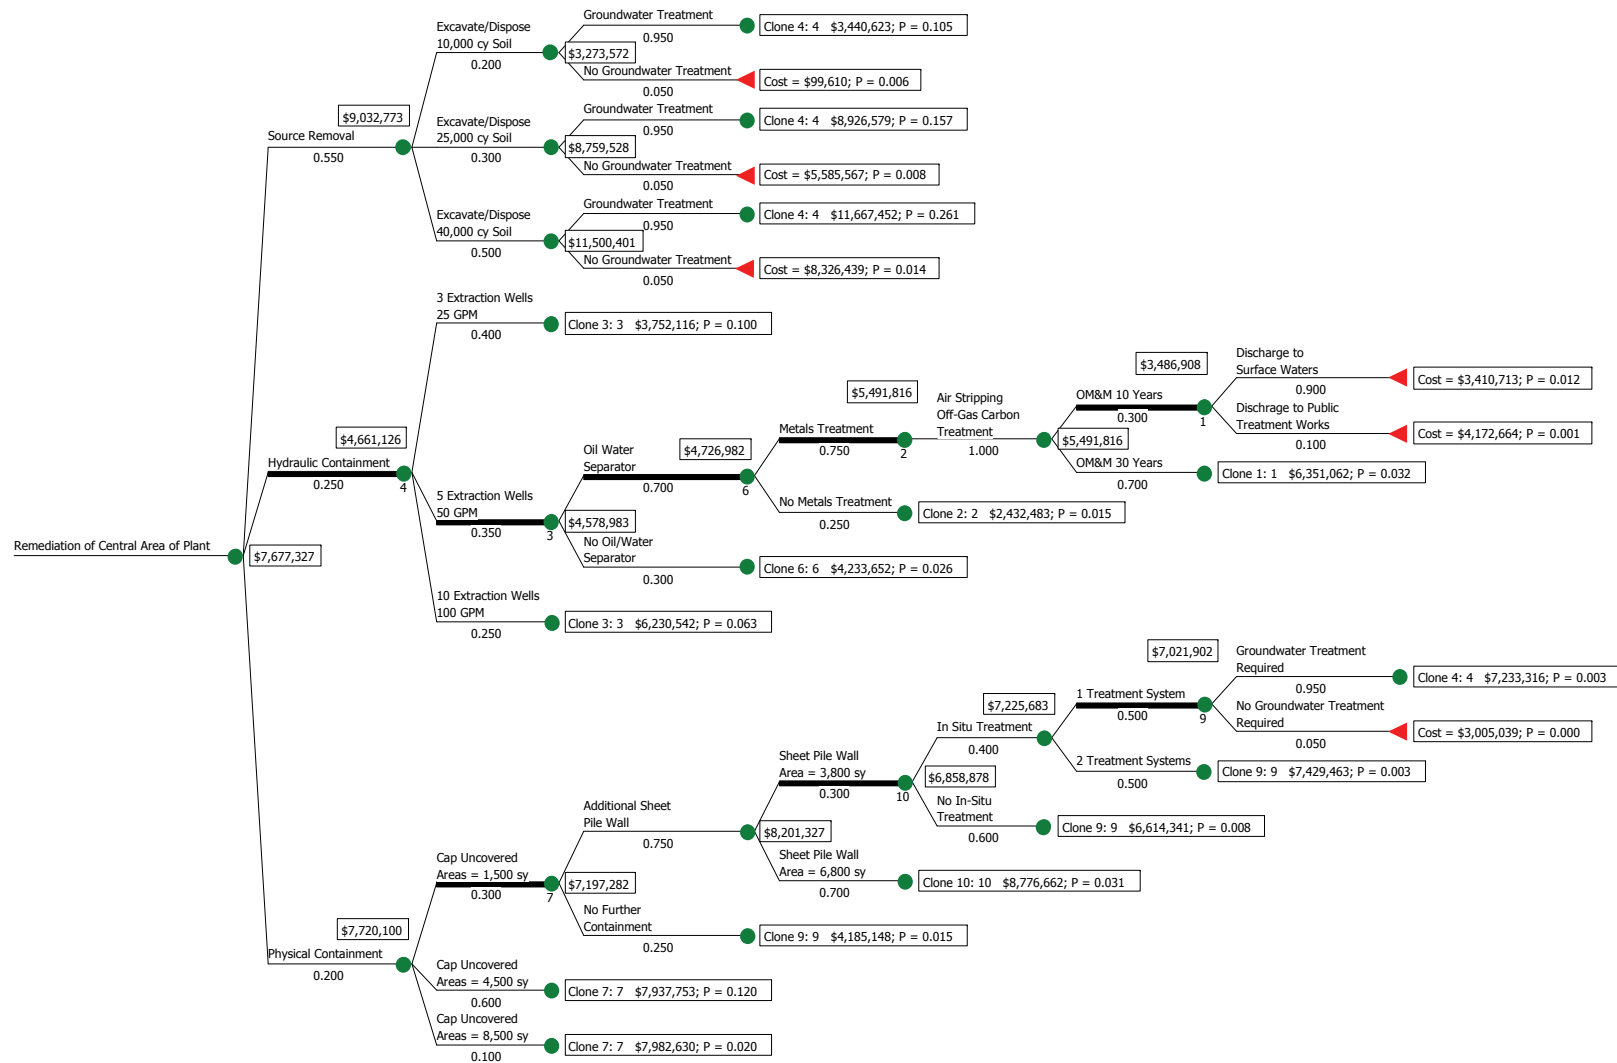 Groundwater Treatment
0.950
Clone 4: 4 $3,440,623; P = 0.105
Excavate/Dispose
10,000 cy Soil
0.200
$3,273,572
No Groundwater Treatment
0.050
Cost = $99,610; P = 0.006
$9,032,773
Source Removal
0.550
Groundwater Treatment
0.950
Clone 4: 4 $8,926,579; P = 0.157
Excavate/Dispose
25,000 cy Soil
0.300
$8,759,528
No Groundwater Treatment
0.050
Cost = $5,585,567; P = 0.008
Groundwater Treatment
0.950
Clone 4: 4 $11,667,452; P = 0.261
Excavate/Dispose
40,000 cy Soil
0.500
$11,500,401
No Groundwater Treatment
0.050
Cost = $8,326,439; P = 0.014
3 Extraction Wells
25 GPM
0.400
Clone 3: 3 $3,752,116; P = 0.100
$4,661,126
Hydraulic Containment
0.250
4
5 Extraction Wells
50 GPM
0.350
3
$4,578,983
Oil Water
Separator
0.700
6
$4,726,982
Metals Treatment
0.750
2
$5,491,816
Air Stripping
Off-Gas Carbon
Treatment
1.000
$5,491,816
OM&M 10 Years
0.300
1
$3,486,908
Discharge to
Surface Waters
0.900
Cost = $3,410,713; P = 0.012
Dischrage to Public
Treatment Works
0.100
Cost = $4,172,664; P = 0.001
OM&M 30 Years
0.700
Clone 1: 1 $6,351,062; P = 0.032
No Metals Treatment
0.250
Clone 2: 2 $2,432,483; P = 0.015
No Oil/Water
Separator
0.300
Clone 6: 6 $4,233,652; P = 0.026
Remediation of Central Area of Plant
$7,677,327
10 Extraction Wells
100 GPM
0.250
Clone 3: 3 $6,230,542; P = 0.063
$7,021,902
Groundwater Treatment
Required
0.950
Clone 4: 4 $7,233,316; P = 0.003
1 Treatment System
0.500
9
No Groundwater Treatment
Required
0.050
Cost = $3,005,039; P = 0.000
$7,225,683
In Situ Treatment
0.400
2 Treatment Systems
0.500
Clone 9: 9 $7,429,463; P = 0.003
Sheet Pile Wall
Area = 3,800 sy
0.300
10
$6,858,878
No In-Situ
Treatment
0.600
Clone 9: 9 $6,614,341; P = 0.008
Additional Sheet
Pile Wall
0.750
$8,201,327
Sheet Pile Wall
Area = 6,800 sy
0.700
Clone 10: 10 $8,776,662; P = 0.031
Cap Uncovered
Areas = 1,500 sy
0.300
7
$7,197,282
No Further
Containment
0.250
Clone 9: 9 $4,185,148; P = 0.015
$7,720,100
Physical Containment
0.200
Cap Uncovered
Areas = 4,500 sy
0.600
Clone 7: 7 $7,937,753; P = 0.120
Cap Uncovered
Areas = 8,500 sy
0.100
Clone 7: 7 $7,982,630; P = 0.020